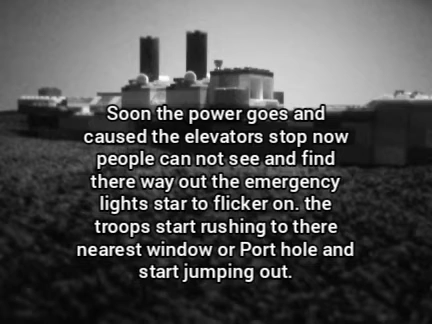 Soon the power goes and
caused the elevators stop now
people can not see and find
there way out the emergency
lights star to flicker on. the
troops start rushing to there
nearest window or Port hole and
start jumping out.